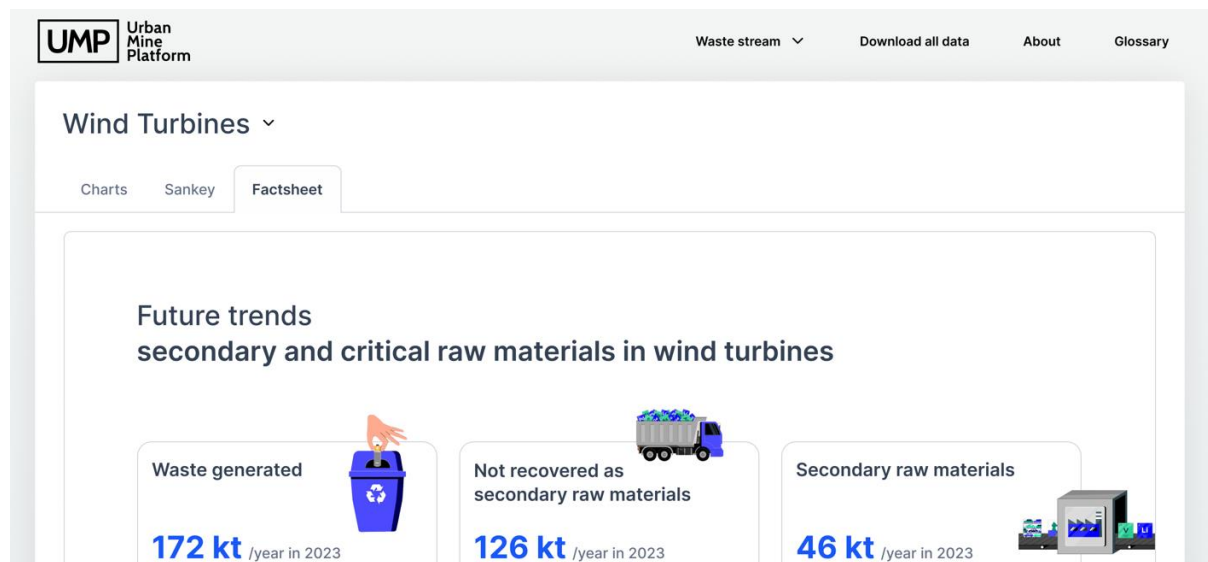 UMP
Urban
Mine
Platform
Waste stream
Download all data
About
Glossary
Wind Turbines
Charts
Sankey
Factsheet
Future trends
secondary and critical raw materials in wind turbines
Waste generated
172 kt /year in 2023
Not recovered as
secondary raw materials
126 kt /year in 2023
Secondary raw materials
46 kt /year in 2023
V
LI